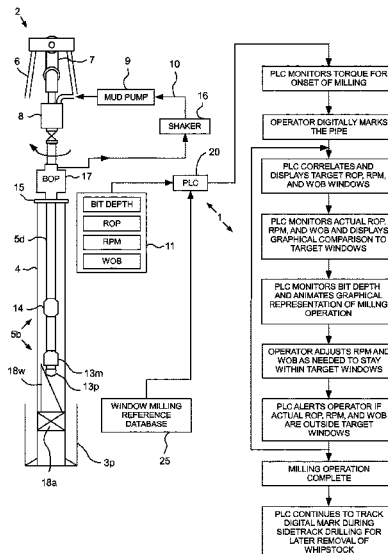 2
6
7
9
10
MUD PUMP
16
8
SHAKER
17
BOP
20
PLC
15
1
BIT DEPTH
ROP
RPM
WOB
11
5d
4
14
5b
13m
13p
18w
WINDOW MILLING
REFERENCE
DATABASE
25
3p
18a
PLC MONITORS TORQUE FOR
ONSET OF MILLING
OPERATOR DIGITALLY MARKS
THE PIPE
PLC CORRELATES AND
DISPLAYS TARGET ROP, RPM,
AND WOB WINDOWS
PLC MONITORS ACTUAL ROP,
RPM, AND WOB AND DISPLAYS
GRAPHICAL COMPARISON TO
TARGET WINDOWS
PLC MONITORS BIT DEPTH
AND ANIMATES GRAPHICAL
REPRESENTATION OF MILLNG
OPERATION
OPERATOR ADJUSTS RPM AND
WOB AS NEEDED TO STAY
WITHIN TARGET WINDOWS
PLC ALERTS OPERATOR IF
ACTUAL ROP, RPM, AND WOB
ARE OUTSIDE TARGET
WINDOWS
MILLING OPERATION
COMPLETE
PLC CONTINUES TO TRACK
DIGITAL MARK DURING
SIDETRACK DRILLING FOR
LATER REMOVAL OF
WHIPSTOCK